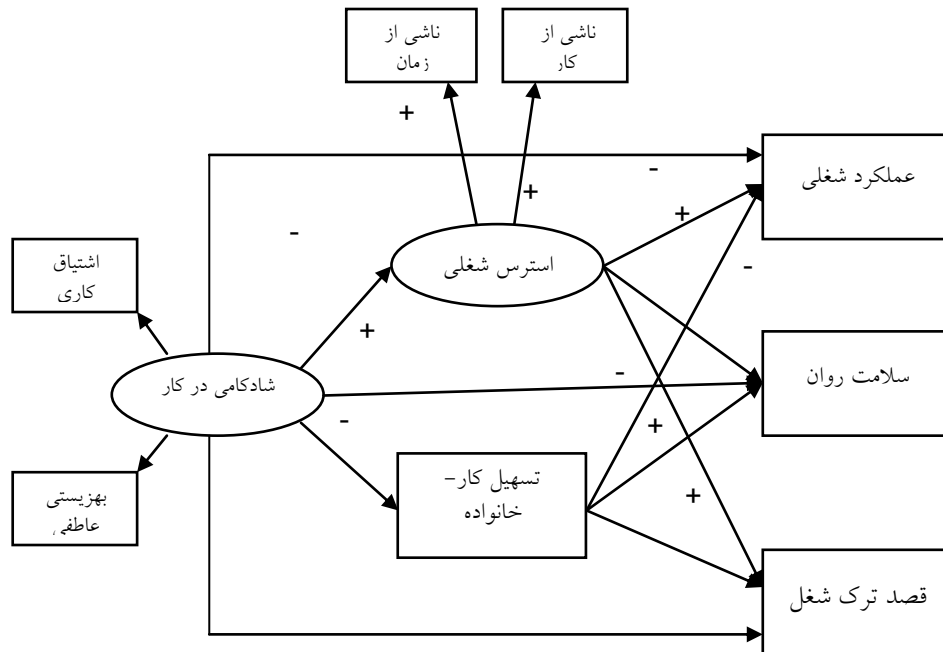 ناشی از
زمان
ناشی از
کار
+
-
عملکرد شغلی
+
+
-
-
استرس شغلی
اشتیاق
کاری
+
-
سلامت روان
شادکامی در کار
-
+
تسهیل کار-
خانواده
بهزیستی
عاطفی
+
قصد ترک شغل